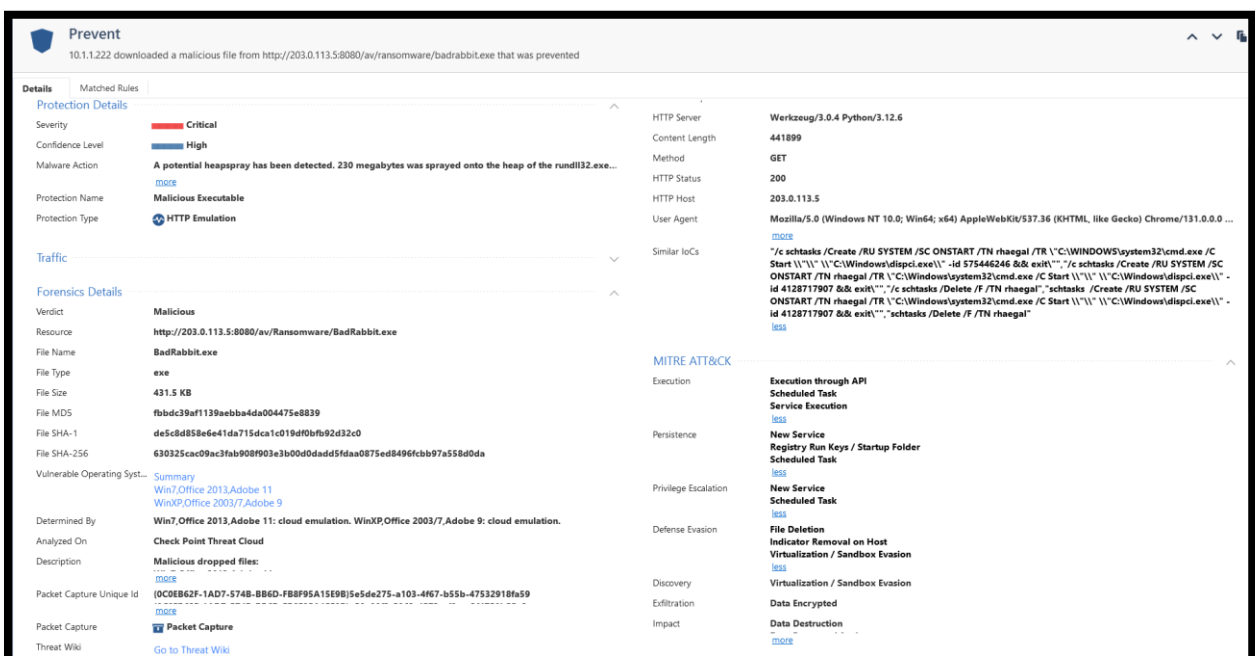 Prevent
10.1.1.222 downloaded a malicious file from http://203.0.113.5:8080/av/ransomware/badrabbit.exe that was prevented
Details
Matched Rules
Protection Details
Severity
Critical
Confidence Level
High
Malware Action
A potential heapspray has been detected. 230 megabytes was sprayed onto the heap of the rundll32.exe...
more
Protection Name
Malicious Executable
Protection Type
HTTP Emulation
Traffic
Forensics Details
Verdict
Malicious
Resource
http://203.0.113.5:8080/av/Ransomware/BadRabbit.exe
File Name
BadRabbit.exe
File Type
exe
File Size
431.5 KB
File MD5
fbbdc39af1139aebba4da004475e8839
File SHA-1
de5c8d858e6e41da715dca1c019df0bfb92d32c0
File SHA-256
630325cac09ac3fab908f903e3b00d0dadd5fdaa0875ed8496fcbb97a558d0da
Vulnerable Operating Syst...
Summary
Win7,Office 2013,Adobe 11
WinXP,Office 2003/7,Adobe 9
Determined By
Win7,Office 2013,Adobe 11: cloud emulation. WinXP,Office 2003/7,Adobe 9: cloud emulation.
Analyzed On
Check Point Threat Cloud
Description
Malicious dropped files:
more
Packet Capture Unique Id
{0C0EB62F-1AD7-574B-BB6D-FB8F95A15E9B}5e5de275-a103-4f67-b55b-47532918fa59
more
Packet Capture
Packet Capture
Threat Wiki
Go to Threat Wiki
HTTP Server
Werkzeug/3.0.4 Python/3.12.6
Content Length
441899
Method
GET
HTTP Status
200
HTTP Host
203.0.113.5
User Agent
Mozilla/5.0 (Windows NT 10.0; Win64; x64) AppleWebKit/537.36 (KHTML, like Gecko) Chrome/131.0.0.0 ...
more
Similar IoCs
"/c schtasks /Create /RU SYSTEM /SC ONSTART /TN rhaegal /TR \"C:\WINDOWS\system32\cmd.exe /C
Start \\"\\" \\"C:\Windows\dispci.exe\\" -id 575446246 && exit\"","/c schtasks /Create /RU SYSTEM /SC
ONSTART /TN rhaegal /TR \"C:\Windows\system32\cmd.exe /C Start \\"\\" \\"C:\Windows\dispci.exe\\" -
id 4128717907 && exit\"","/c schtasks /Delete /F /TN rhaegal","schtasks /Create /RU SYSTEM /SC
ONSTART /TN rhaegal /TR \"C:\Windows\system32\cmd.exe /C Start \\"\\" \\"C:\Windows\dispci.exe\\" -
id 4128717907 && exit\"","schtasks /Delete /F /TN rhaegal"
less
MITRE ATT&CK
Execution
Execution through API
Scheduled Task
Service Execution
less
Persistence
New Service
Registry Run Keys / Startup Folder
Scheduled Task
less
Privilege Escalation
New Service
Scheduled Task
less
Defense Evasion
File Deletion
Indicator Removal on Host
Virtualization / Sandbox Evasion
less
Discovery
Virtualization / Sandbox Evasion
Exfiltration
Data Encrypted
Impact
Data Destruction
more